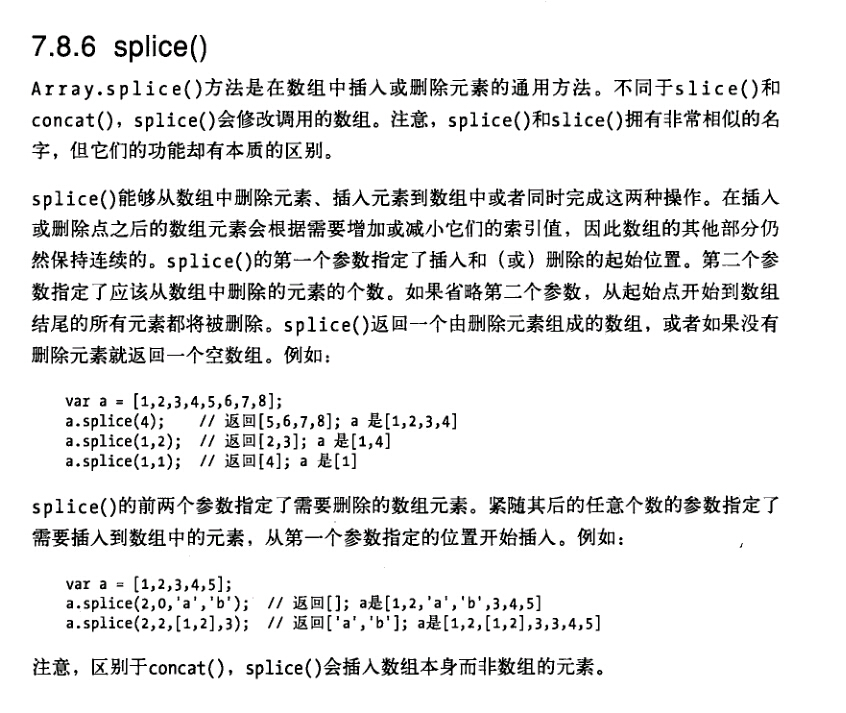 7.8.6 splice()
Array.splice()方法是在数组中插入或删除元素的通用方法。不同于slice()和
concat()，splice()会修改调用的数组。注意，splice()和slice()拥有非常相似的名
字，但它们的功能却有本质的区别。
splice()能够从数组中删除元素、插入元素到数组中或者同时完成这两种操作。在插入
或删除点之后的数组元素会根据需要增加或减小它们的索引值，因此数组的其他部分仍
然保持连续的。splice()的第一个参数指定了插入和（或）删除的起始位置。第二个参
数指定了应该从数组中删除的元素的个数。如果省略第二个参数，从起始点开始到数组
结尾的所有元素都将被删除。splice()返回一个由删除元素组成的数组，或者如果没有
删除元素就返回一个空数组。例如：
var a = [1,2,3,4,5,6,7,8];
a.splice(4);    // 返回[5,6,7,8]; a 是[1,2,3,4]
a.splice(1,2);  // 返回[2,3]; a 是[1,4]
a.splice(1,1);  // 返回[4]; a 是[1]
splice()的前两个参数指定了需要删除的数组元素。紧随其后的任意个数的参数指定了
需要插入到数组中的元素，从第一个参数指定的位置开始插入。例如：
var a = [1,2,3,4,5];
a.splice(2,0,'a','b');  // 返回[]; a是[1,2,'a','b',3,4,5]
a.splice(2,2,[1,2],3);  // 返回['a','b']; a是[1,2,[1,2],3,3,4,5]
注意，区别于concat()，splice()会插入数组本身而非数组的元素。